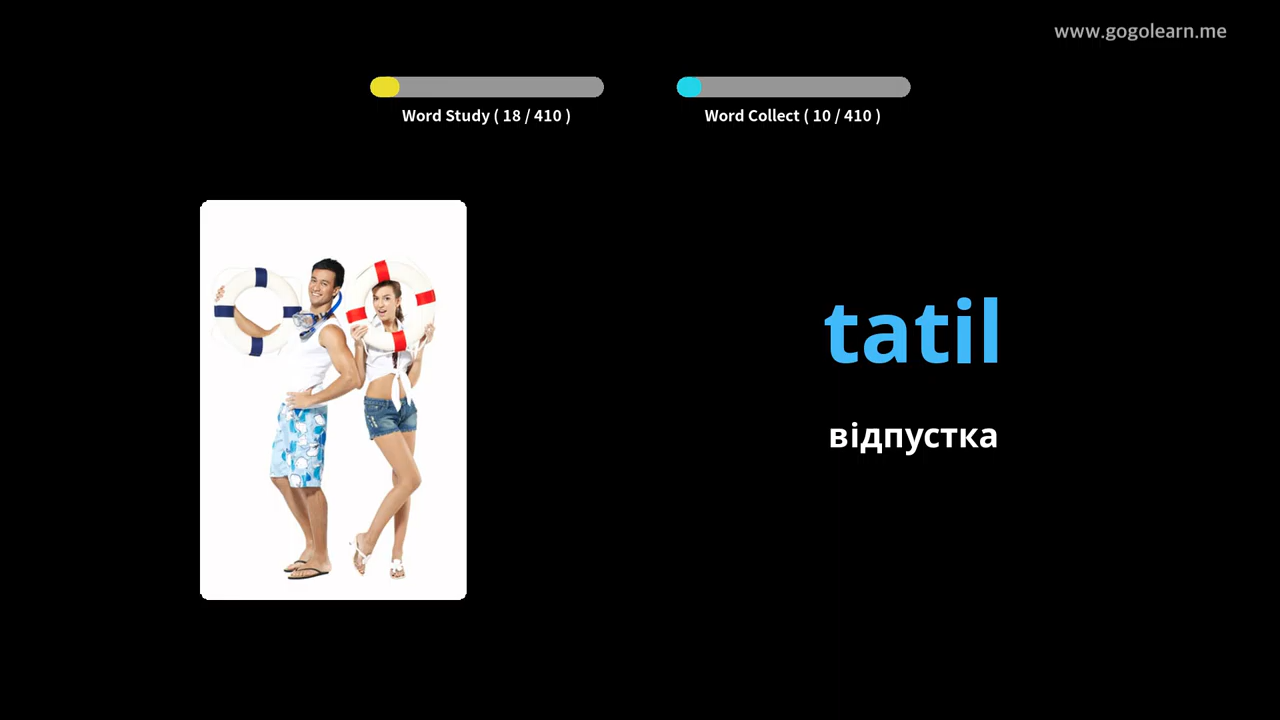 www.gogolearn.me
Word Study ( 18 / 410 )
Word Collect ( 10 / 410 )
tatil
відпустка